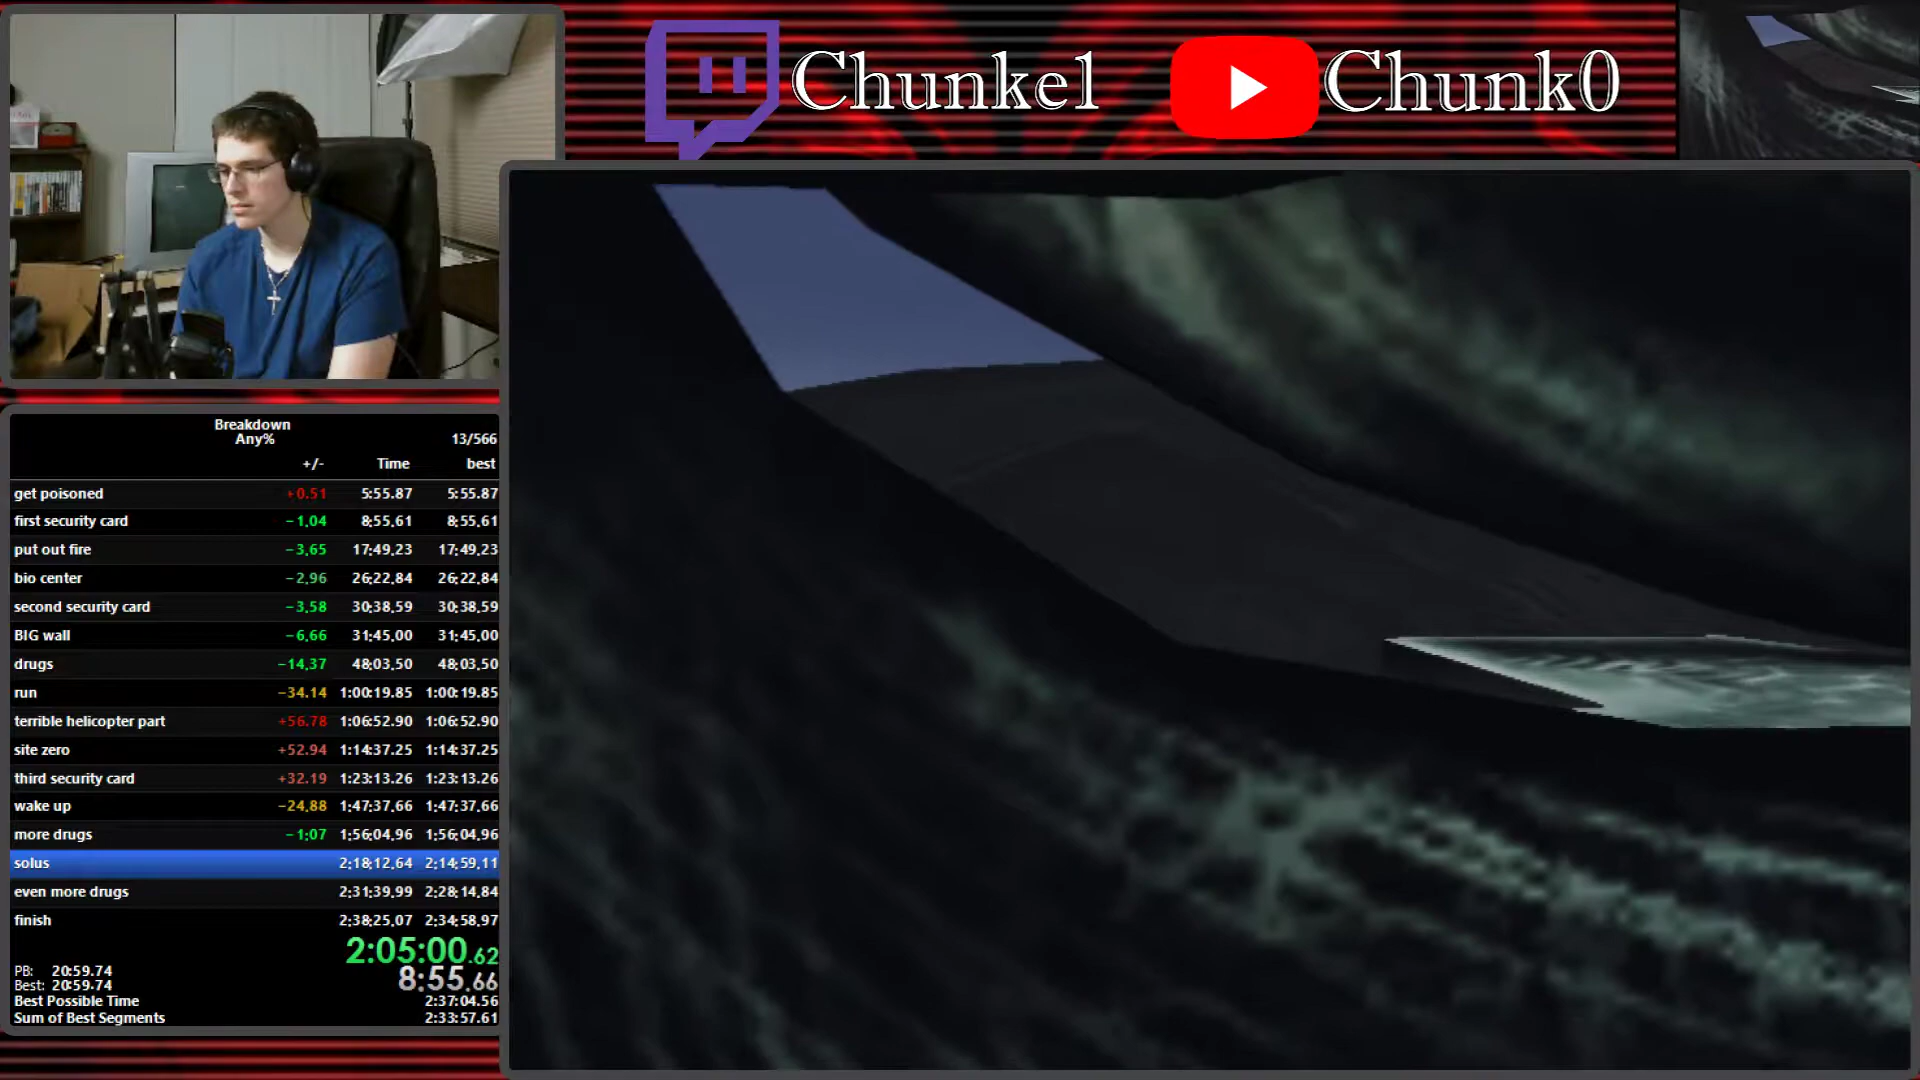 Chunke1
Chunk0
Breakdown
Any% 13/566
+/- Time best
get poisoned +0.51 5:55.87 5:55.87
first security card −1.04 8:55.61 8:55.61
put out fire −3.65 17:49.23 17:49.23
bio center −2.96 26:22.84 26:22.84
second security card −3.58 30:38.59 30:38.59
BIG wall −6.66 31:45.00 31:45.00
drugs −14.37 48:03.50 48:03.50
run −34.14 1:00:19.85 1:00:19.85
terrible helicopter part +56.78 1:06:52.90 1:06:52.90
site zero +52.94 1:14:37.25 1:14:37.25
third security card +32.19 1:23:13.26 1:23:13.26
wake up −24.88 1:47:37.66 1:47:37.66
more drugs −1:07 1:56:04.96 1:56:04.96
solus 2:18:12.64 2:14:59.11
even more drugs 2:31:39.99 2:28:14.84
finish 2:38:25.07 2:34:58.97
2:05:00.62
PB: 20:59.74 8:55.66
Best: 20:59.74
Best Possible Time 2:37:04.56
Sum of Best Segments 2:33:57.61